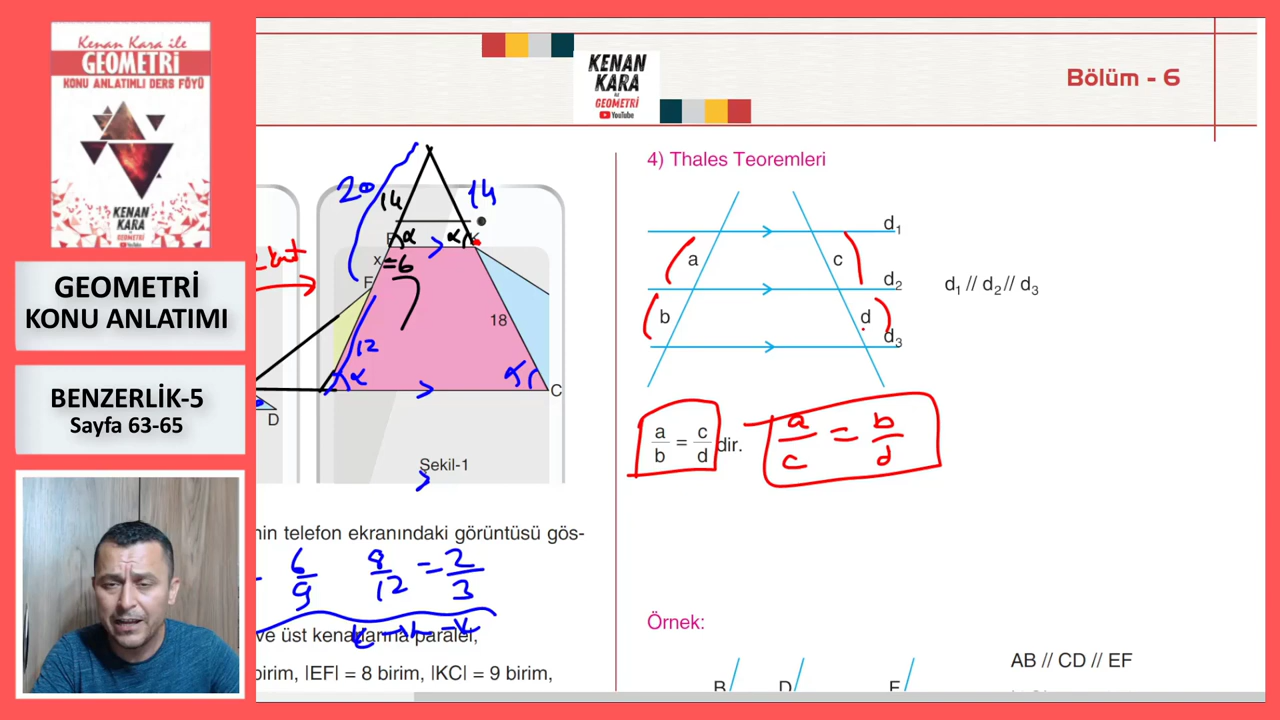 Kenan Kara ile
GEOMETRİ
KONU ANLATIMLI DERS FÖYÜ
KENAN
KARA
GEOMETRİ
YouTube
GEOMETRİ
KONU ANLATIMI
BENZERLİK-5
Sayfa 63-65
KENAN
KARA
ile
GEOMETRİ
YouTube
Bölüm - 6
20
14
14
α
α
K
x
=6
F
12
18
α
α
C
D
Şekil-1
nin telefon ekranındaki görüntüsü gös-
6/9 8/12 = 2/3
ve üst kenarlarına paralel,
birim, |EF| = 8 birim, |KC| = 9 birim,
4) Thales Teoremleri
d1
a
c
d2
d1 // d2 // d3
b
d
d3
a/b = c/d dir.
a/c = b/d
Örnek:
AB // CD // EF
B
D